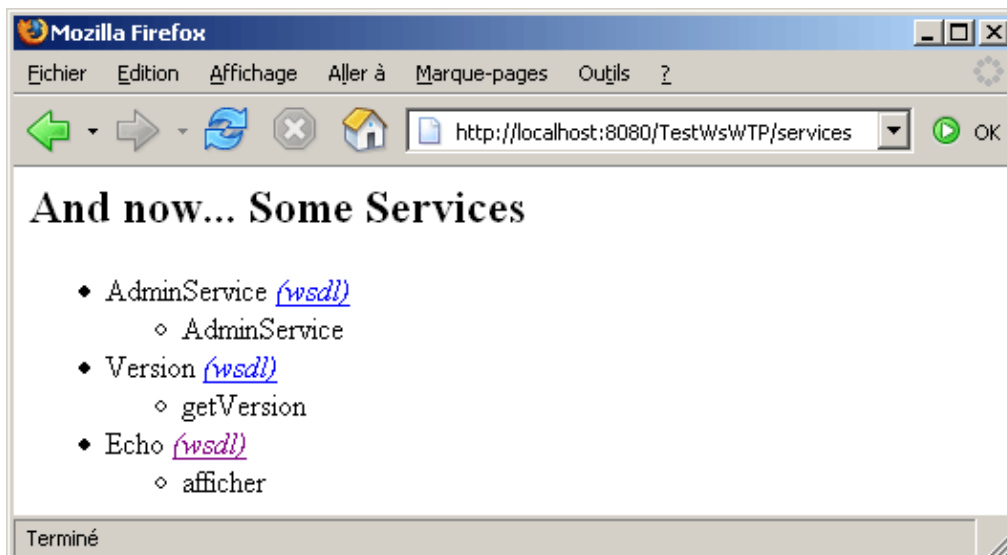 Mozilla Firefox
Fichier Edition Affichage Aller à Marque-pages Outils ?
http://localhost:8080/TestWsWTP/services OK
And now... Some Services
AdminService (wsdl)
AdminService
Version (wsdl)
getVersion
Echo (wsdl)
afficher
Terminé